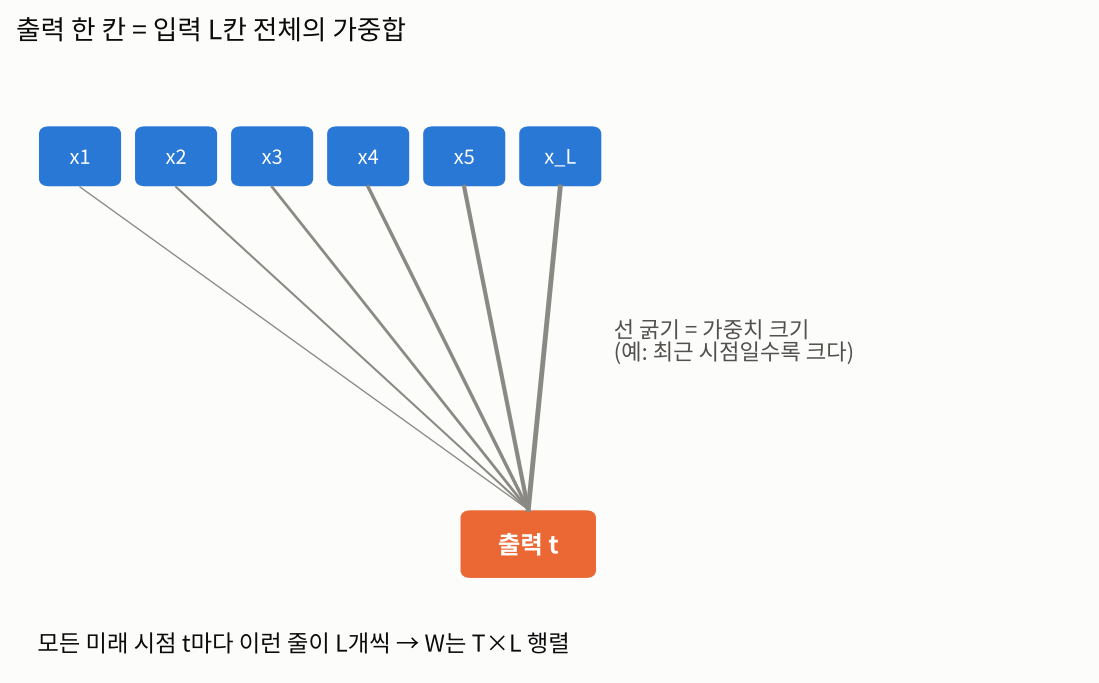 출력 한 칸 = 입력 L칸 전체의 가중합
x1 x2 x3 x4 x5 x_L
선 굵기 = 가중치 크기
(예: 최근 시점일수록 크다)
출력 t
모든 미래 시점 t마다 이런 줄이 L개씩 → W는 T×L 행렬